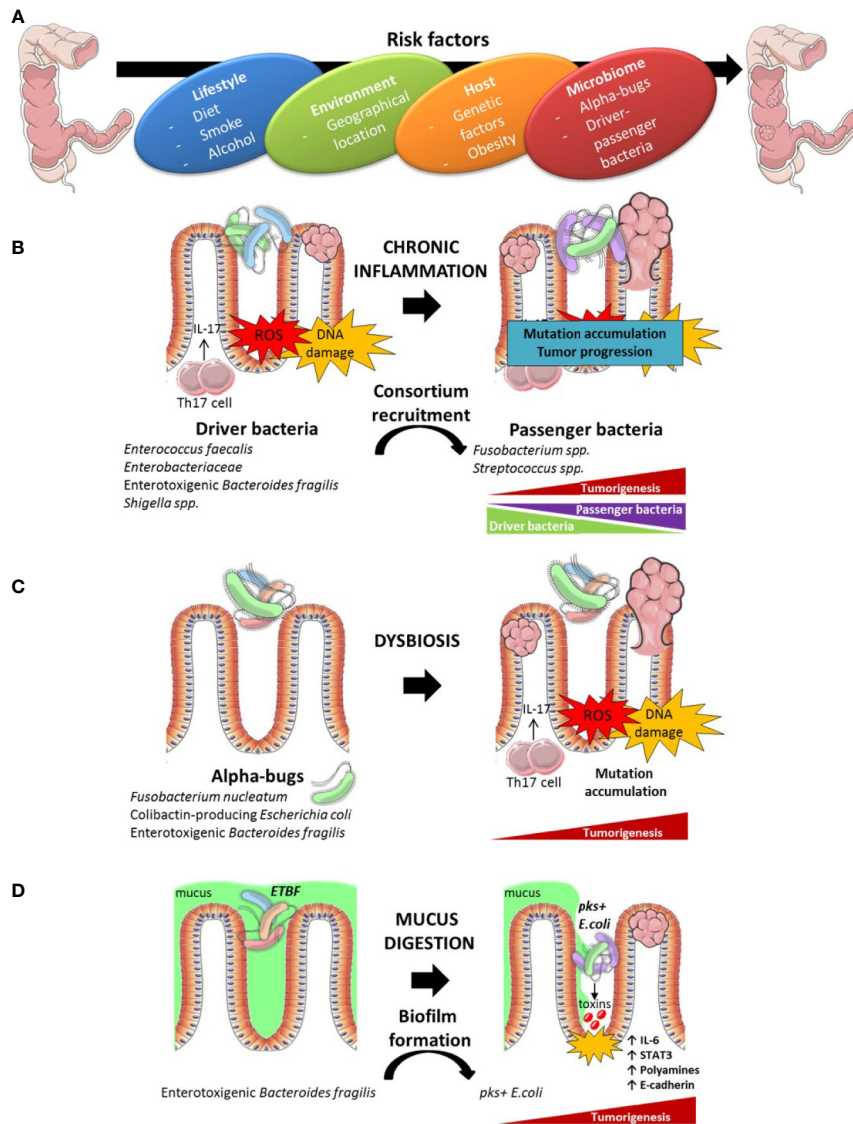 A
Risk factors
Lifestyle
- Diet
- Smoke
- Alcohol
Environment
- Geographical
location
Host
- Genetic
factors
- Obesity
Microbiome
- Alpha-bugs
- Driver-
passenger
bacteria
B
CHRONIC
INFLAMMATION
IL-17
ROS
DNA
damage
Th17 cell
Mutation accumulation
Tumor progression
Consortium
recruitment
Driver bacteria
Enterococcus faecalis
Enterobacteriaceae
Enterotoxigenic Bacteroides fragilis
Shigella spp.
Passenger bacteria
Fusobacterium spp.
Streptococcus spp.
Tumorigenesis
Passenger bacteria
Driver bacteria
C
DYSBIOSIS
Alpha-bugs
Fusobacterium nucleatum
Colibactin-producing Escherichia coli
Enterotoxigenic Bacteroides fragilis
IL-17
ROS
DNA
damage
Th17 cell
Mutation
accumulation
Tumorigenesis
D
mucus
ETBF
MUCUS
DIGESTION
Biofilm
formation
Enterotoxigenic Bacteroides fragilis
mucus
pks+
E.coli
toxins
↑ IL-6
↑ STAT3
↑ Polyamines
↑ E-cadherin
pks+ E.coli
Tumorigenesis